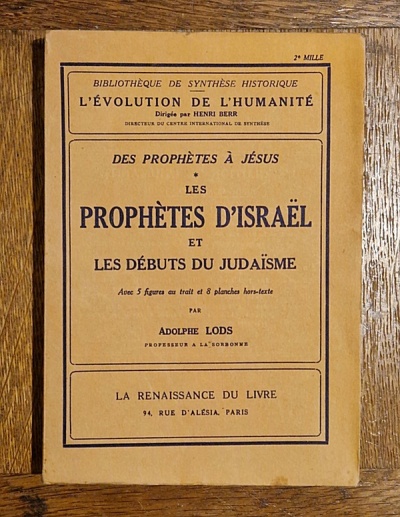 2e MILLE
BIBLIOTHÈQUE DE SYNTHÈSE HISTORIQUE
L'ÉVOLUTION DE L'HUMANITÉ
Dirigée par HENRI BERR
DIRECTEUR DU CENTRE INTERNATIONAL DE SYNTHÈSE
DES PROPHÈTES À JÉSUS
*
LES
PROPHÈTES D'ISRAËL
ET
LES DÉBUTS DU JUDAÏSME
Avec 5 figures au trait et 8 planches hors-texte
PAR
ADOLPHE LODS
PROFESSEUR A LA SORBONNE
LA RENAISSANCE DU LIVRE
94, RUE D'ALÉSIA, PARIS